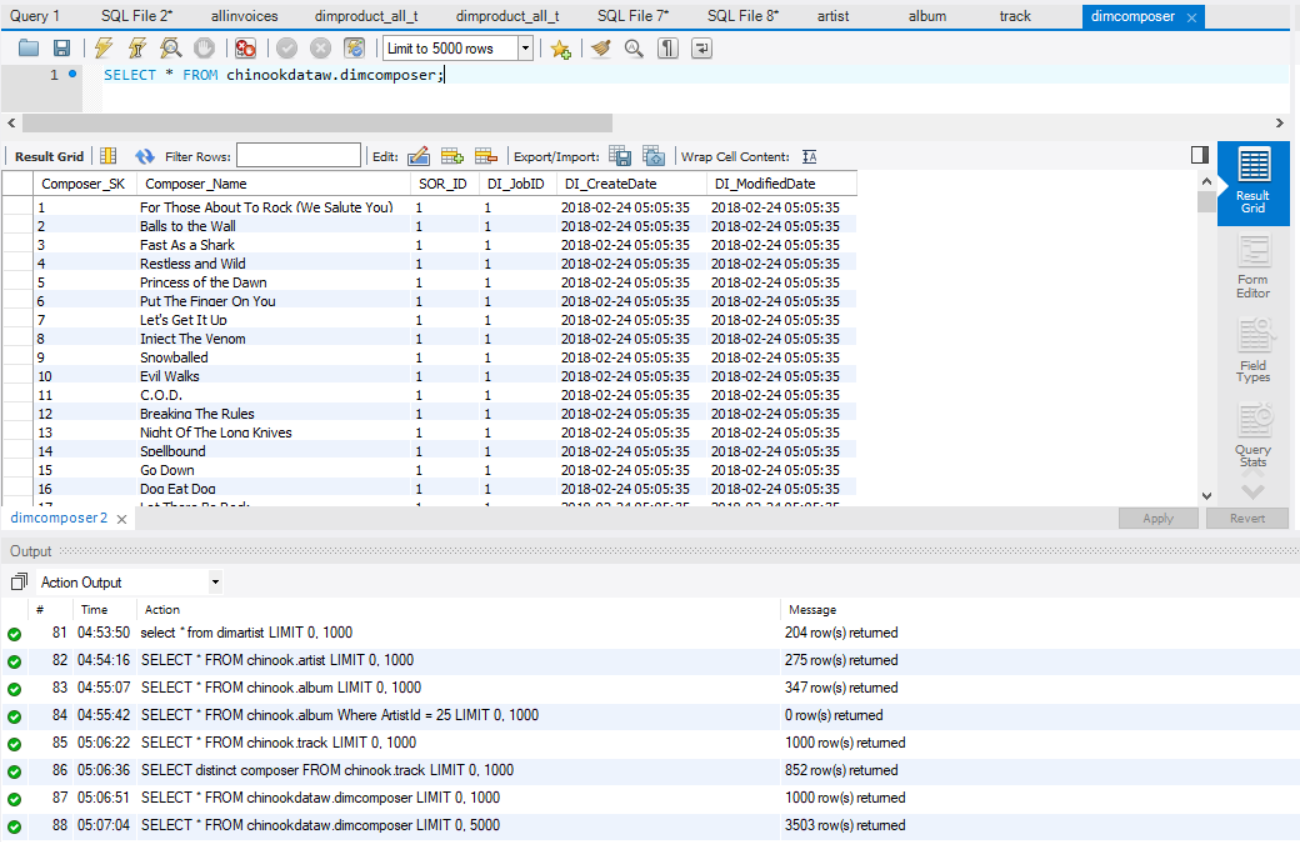 Query 1 SQL File 2* allinvoices dimproduct_all_t dimproduct_all_t SQL File 7* SQL File 8* artist album track dimcomposer
Limit to 5000 rows
1 SELECT * FROM chinookdataw.dimcomposer;
Result Grid Filter Rows: Edit: Export/Import: Wrap Cell Content:
Composer_SK Composer_Name SOR_ID DI_JobID DI_CreateDate DI_ModifiedDate
1 For Those About To Rock (We Salute You) 1 1 2018-02-24 05:05:35 2018-02-24 05:05:35
2 Balls to the Wall 1 1 2018-02-24 05:05:35 2018-02-24 05:05:35
3 Fast As a Shark 1 1 2018-02-24 05:05:35 2018-02-24 05:05:35
4 Restless and Wild 1 1 2018-02-24 05:05:35 2018-02-24 05:05:35
5 Princess of the Dawn 1 1 2018-02-24 05:05:35 2018-02-24 05:05:35
6 Put The Finger On You 1 1 2018-02-24 05:05:35 2018-02-24 05:05:35
7 Let's Get It Up 1 1 2018-02-24 05:05:35 2018-02-24 05:05:35
8 Inject The Venom 1 1 2018-02-24 05:05:35 2018-02-24 05:05:35
9 Snowballed 1 1 2018-02-24 05:05:35 2018-02-24 05:05:35
10 Evil Walks 1 1 2018-02-24 05:05:35 2018-02-24 05:05:35
11 C.O.D. 1 1 2018-02-24 05:05:35 2018-02-24 05:05:35
12 Breaking The Rules 1 1 2018-02-24 05:05:35 2018-02-24 05:05:35
13 Night Of The Long Knives 1 1 2018-02-24 05:05:35 2018-02-24 05:05:35
14 Spellbound 1 1 2018-02-24 05:05:35 2018-02-24 05:05:35
15 Go Down 1 1 2018-02-24 05:05:35 2018-02-24 05:05:35
16 Dog Eat Dog 1 1 2018-02-24 05:05:35 2018-02-24 05:05:35
Result
Grid
Form
Editor
Field
Types
Query
Stats
dimcomposer2 Apply Revert
Output
Action Output
# Time Action Message
81 04:53:50 select * from dimartist LIMIT 0, 1000 204 row(s) returned
82 04:54:16 SELECT * FROM chinook.artist LIMIT 0, 1000 275 row(s) returned
83 04:55:07 SELECT * FROM chinook.album LIMIT 0, 1000 347 row(s) returned
84 04:55:42 SELECT * FROM chinook.album Where ArtistId = 25 LIMIT 0, 1000 0 row(s) returned
85 05:06:22 SELECT * FROM chinook.track LIMIT 0, 1000 1000 row(s) returned
86 05:06:36 SELECT distinct composer FROM chinook.track LIMIT 0, 1000 852 row(s) returned
87 05:06:51 SELECT * FROM chinookdataw.dimcomposer LIMIT 0, 1000 1000 row(s) returned
88 05:07:04 SELECT * FROM chinookdataw.dimcomposer LIMIT 0, 5000 3503 row(s) returned